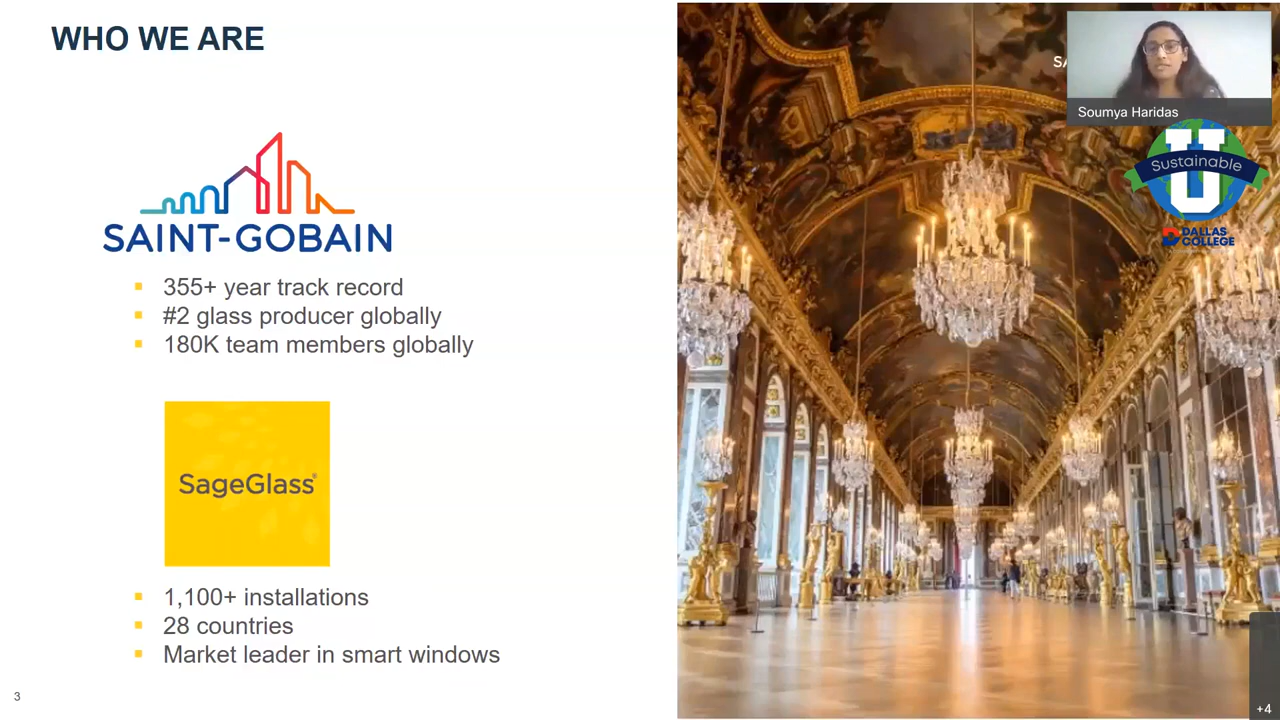 WHO WE ARE
SAINT-GOBAIN
355+ year track record
#2 glass producer globally
180K team members globally
SageGlass®
1,100+ installations
28 countries
Market leader in smart windows
3
SA
Soumya Haridas
U
Sustainable
DALLAS
COLLEGE
+4